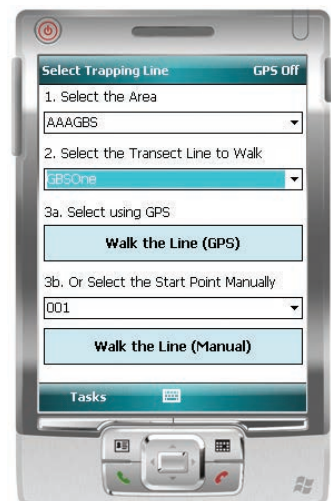 Select Trapping Line GPS Off
1. Select the Area
AAAGBS
2. Select the Transect Line to Walk
GBSOne
3a. Select using GPS
Walk the Line (GPS)
3b. Or Select the Start Point Manually
001
Walk the Line (Manual)
Tasks